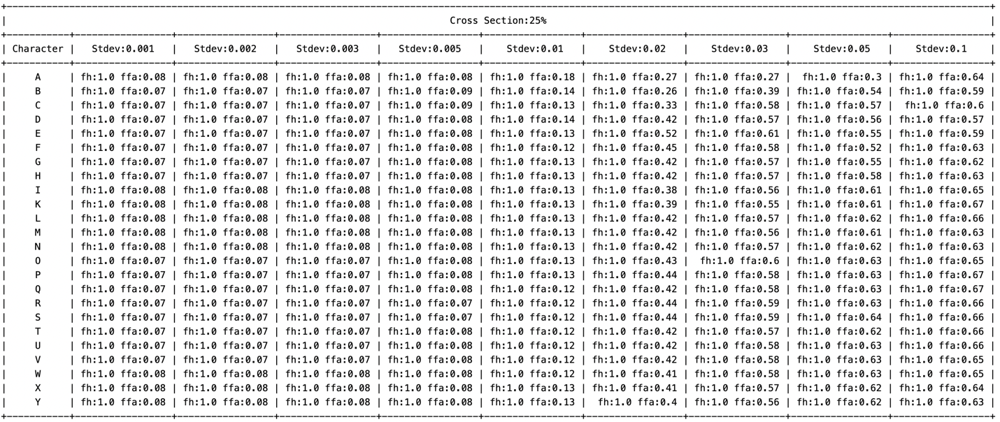 Cross Section:25%
| Character | Stdev:0.001 | Stdev:0.002 | Stdev:0.003 | Stdev:0.005 | Stdev:0.01 | Stdev:0.02 | Stdev:0.03 | Stdev:0.05 | Stdev:0.1 |
| A | fh:1.0 ffa:0.08 | fh:1.0 ffa:0.08 | fh:1.0 ffa:0.08 | fh:1.0 ffa:0.08 | fh:1.0 ffa:0.18 | fh:1.0 ffa:0.27 | fh:1.0 ffa:0.27 | fh:1.0 ffa:0.3 | fh:1.0 ffa:0.64 |
| B | fh:1.0 ffa:0.07 | fh:1.0 ffa:0.07 | fh:1.0 ffa:0.07 | fh:1.0 ffa:0.09 | fh:1.0 ffa:0.14 | fh:1.0 ffa:0.26 | fh:1.0 ffa:0.39 | fh:1.0 ffa:0.54 | fh:1.0 ffa:0.59 |
| C | fh:1.0 ffa:0.07 | fh:1.0 ffa:0.07 | fh:1.0 ffa:0.07 | fh:1.0 ffa:0.09 | fh:1.0 ffa:0.13 | fh:1.0 ffa:0.33 | fh:1.0 ffa:0.58 | fh:1.0 ffa:0.57 | fh:1.0 ffa:0.6 |
| D | fh:1.0 ffa:0.07 | fh:1.0 ffa:0.07 | fh:1.0 ffa:0.07 | fh:1.0 ffa:0.08 | fh:1.0 ffa:0.14 | fh:1.0 ffa:0.42 | fh:1.0 ffa:0.57 | fh:1.0 ffa:0.56 | fh:1.0 ffa:0.57 |
| E | fh:1.0 ffa:0.07 | fh:1.0 ffa:0.07 | fh:1.0 ffa:0.07 | fh:1.0 ffa:0.08 | fh:1.0 ffa:0.13 | fh:1.0 ffa:0.52 | fh:1.0 ffa:0.61 | fh:1.0 ffa:0.55 | fh:1.0 ffa:0.59 |
| F | fh:1.0 ffa:0.07 | fh:1.0 ffa:0.07 | fh:1.0 ffa:0.07 | fh:1.0 ffa:0.08 | fh:1.0 ffa:0.12 | fh:1.0 ffa:0.45 | fh:1.0 ffa:0.58 | fh:1.0 ffa:0.52 | fh:1.0 ffa:0.63 |
| G | fh:1.0 ffa:0.07 | fh:1.0 ffa:0.07 | fh:1.0 ffa:0.07 | fh:1.0 ffa:0.08 | fh:1.0 ffa:0.13 | fh:1.0 ffa:0.42 | fh:1.0 ffa:0.57 | fh:1.0 ffa:0.55 | fh:1.0 ffa:0.62 |
| H | fh:1.0 ffa:0.07 | fh:1.0 ffa:0.07 | fh:1.0 ffa:0.07 | fh:1.0 ffa:0.08 | fh:1.0 ffa:0.13 | fh:1.0 ffa:0.42 | fh:1.0 ffa:0.57 | fh:1.0 ffa:0.58 | fh:1.0 ffa:0.63 |
| I | fh:1.0 ffa:0.08 | fh:1.0 ffa:0.08 | fh:1.0 ffa:0.08 | fh:1.0 ffa:0.08 | fh:1.0 ffa:0.13 | fh:1.0 ffa:0.38 | fh:1.0 ffa:0.56 | fh:1.0 ffa:0.61 | fh:1.0 ffa:0.65 |
| K | fh:1.0 ffa:0.08 | fh:1.0 ffa:0.08 | fh:1.0 ffa:0.08 | fh:1.0 ffa:0.08 | fh:1.0 ffa:0.13 | fh:1.0 ffa:0.39 | fh:1.0 ffa:0.55 | fh:1.0 ffa:0.61 | fh:1.0 ffa:0.67 |
| L | fh:1.0 ffa:0.08 | fh:1.0 ffa:0.08 | fh:1.0 ffa:0.08 | fh:1.0 ffa:0.08 | fh:1.0 ffa:0.13 | fh:1.0 ffa:0.42 | fh:1.0 ffa:0.57 | fh:1.0 ffa:0.62 | fh:1.0 ffa:0.66 |
| M | fh:1.0 ffa:0.08 | fh:1.0 ffa:0.08 | fh:1.0 ffa:0.08 | fh:1.0 ffa:0.08 | fh:1.0 ffa:0.13 | fh:1.0 ffa:0.42 | fh:1.0 ffa:0.56 | fh:1.0 ffa:0.61 | fh:1.0 ffa:0.63 |
| N | fh:1.0 ffa:0.08 | fh:1.0 ffa:0.08 | fh:1.0 ffa:0.08 | fh:1.0 ffa:0.08 | fh:1.0 ffa:0.13 | fh:1.0 ffa:0.42 | fh:1.0 ffa:0.57 | fh:1.0 ffa:0.62 | fh:1.0 ffa:0.63 |
| O | fh:1.0 ffa:0.07 | fh:1.0 ffa:0.07 | fh:1.0 ffa:0.07 | fh:1.0 ffa:0.08 | fh:1.0 ffa:0.13 | fh:1.0 ffa:0.43 | fh:1.0 ffa:0.6 | fh:1.0 ffa:0.63 | fh:1.0 ffa:0.65 |
| P | fh:1.0 ffa:0.07 | fh:1.0 ffa:0.07 | fh:1.0 ffa:0.07 | fh:1.0 ffa:0.08 | fh:1.0 ffa:0.13 | fh:1.0 ffa:0.44 | fh:1.0 ffa:0.58 | fh:1.0 ffa:0.63 | fh:1.0 ffa:0.67 |
| Q | fh:1.0 ffa:0.07 | fh:1.0 ffa:0.07 | fh:1.0 ffa:0.07 | fh:1.0 ffa:0.08 | fh:1.0 ffa:0.12 | fh:1.0 ffa:0.42 | fh:1.0 ffa:0.58 | fh:1.0 ffa:0.63 | fh:1.0 ffa:0.67 |
| R | fh:1.0 ffa:0.07 | fh:1.0 ffa:0.07 | fh:1.0 ffa:0.07 | fh:1.0 ffa:0.07 | fh:1.0 ffa:0.12 | fh:1.0 ffa:0.44 | fh:1.0 ffa:0.59 | fh:1.0 ffa:0.63 | fh:1.0 ffa:0.66 |
| S | fh:1.0 ffa:0.07 | fh:1.0 ffa:0.07 | fh:1.0 ffa:0.07 | fh:1.0 ffa:0.07 | fh:1.0 ffa:0.12 | fh:1.0 ffa:0.44 | fh:1.0 ffa:0.59 | fh:1.0 ffa:0.64 | fh:1.0 ffa:0.66 |
| T | fh:1.0 ffa:0.07 | fh:1.0 ffa:0.07 | fh:1.0 ffa:0.07 | fh:1.0 ffa:0.08 | fh:1.0 ffa:0.12 | fh:1.0 ffa:0.42 | fh:1.0 ffa:0.57 | fh:1.0 ffa:0.62 | fh:1.0 ffa:0.66 |
| U | fh:1.0 ffa:0.07 | fh:1.0 ffa:0.07 | fh:1.0 ffa:0.07 | fh:1.0 ffa:0.08 | fh:1.0 ffa:0.12 | fh:1.0 ffa:0.42 | fh:1.0 ffa:0.58 | fh:1.0 ffa:0.63 | fh:1.0 ffa:0.66 |
| V | fh:1.0 ffa:0.07 | fh:1.0 ffa:0.07 | fh:1.0 ffa:0.07 | fh:1.0 ffa:0.08 | fh:1.0 ffa:0.12 | fh:1.0 ffa:0.42 | fh:1.0 ffa:0.58 | fh:1.0 ffa:0.63 | fh:1.0 ffa:0.65 |
| W | fh:1.0 ffa:0.08 | fh:1.0 ffa:0.08 | fh:1.0 ffa:0.08 | fh:1.0 ffa:0.08 | fh:1.0 ffa:0.12 | fh:1.0 ffa:0.41 | fh:1.0 ffa:0.58 | fh:1.0 ffa:0.63 | fh:1.0 ffa:0.65 |
| X | fh:1.0 ffa:0.08 | fh:1.0 ffa:0.08 | fh:1.0 ffa:0.08 | fh:1.0 ffa:0.08 | fh:1.0 ffa:0.13 | fh:1.0 ffa:0.41 | fh:1.0 ffa:0.57 | fh:1.0 ffa:0.62 | fh:1.0 ffa:0.64 |
| Y | fh:1.0 ffa:0.08 | fh:1.0 ffa:0.08 | fh:1.0 ffa:0.08 | fh:1.0 ffa:0.08 | fh:1.0 ffa:0.13 | fh:1.0 ffa:0.4 | fh:1.0 ffa:0.56 | fh:1.0 ffa:0.62 | fh:1.0 ffa:0.63 |